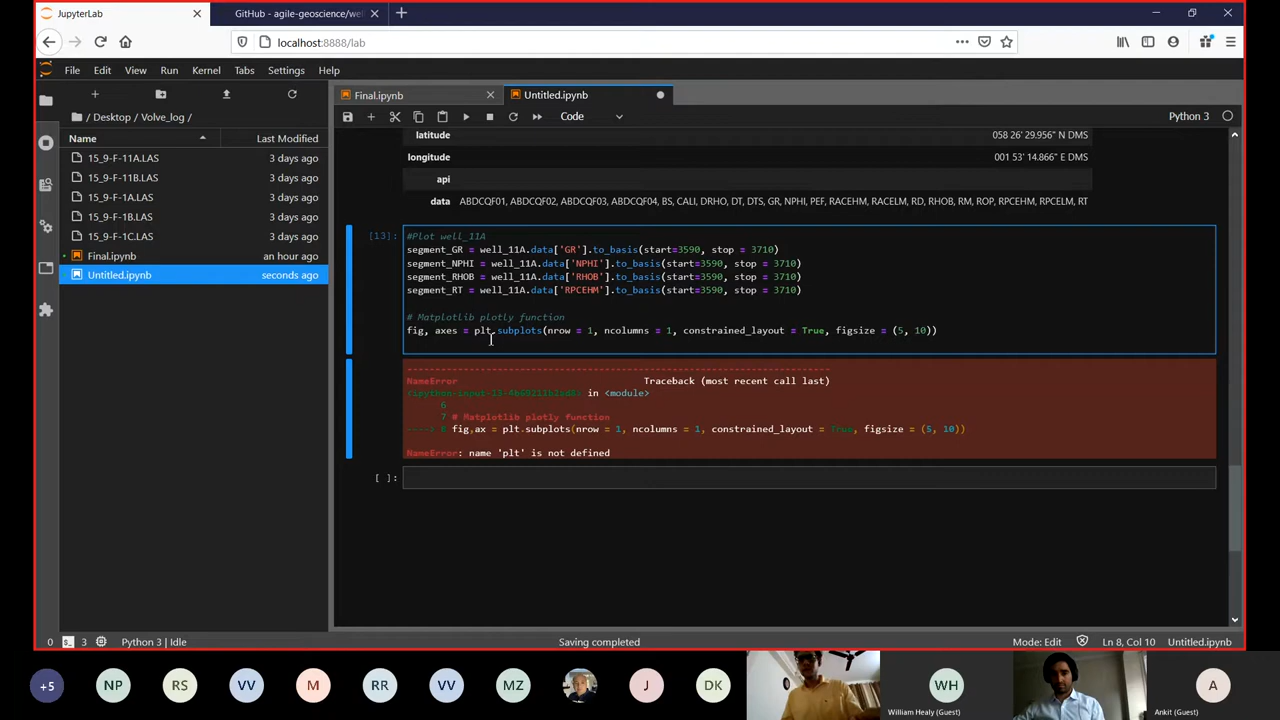 JupyterLab
GitHub - agile-geoscience/wel
localhost:8888/lab
File Edit View Run Kernel Tabs Settings Help
Final.ipynb
Untitled.ipynb
/ Desktop / Volve_log /
Code
Python 3
Name
Last Modified
15_9-F-11A.LAS 3 days ago
15_9-F-11B.LAS 3 days ago
15_9-F-1A.LAS 3 days ago
15_9-F-1B.LAS 3 days ago
15_9-F-1C.LAS 3 days ago
Final.ipynb an hour ago
Untitled.ipynb seconds ago
latitude 058 26' 29.956" N DMS
longitude 001 53' 14.866" E DMS
api
data ABDCQF01, ABDCQF02, ABDCQF03, ABDCQF04, BS, CALI, DRHO, DT, DTS, GR, NPHI, PEF, RACEHM, RACELM, RD, RHOB, RM, ROP, RPCEHM, RPCELM, RT
[13]: #Plot well_11A
segment_GR = well_11A.data['GR'].to_basis(start=3590, stop = 3710)
segment_NPHI = well_11A.data['NPHI'].to_basis(start=3590, stop = 3710)
segment_RHOB = well_11A.data['RHOB'].to_basis(start=3590, stop = 3710)
segment_RT = well_11A.data['RPCEHM'].to_basis(start=3590, stop = 3710)
# Matplotlib plotly function
fig, axes = plt.subplots(nrow = 1, ncolumns = 1, constrained_layout = True, figsize = (5, 10))
---------------------------------------------------------------------------
NameError Traceback (most recent call last)
in <module>
6
7 # Matplotlib plotly function
----> 8 fig,ax = plt.subplots(nrow = 1, ncolumns = 1, constrained_layout = True, figsize = (5, 10))
NameError: name 'plt' is not defined
[ ]:
0 3 Python 3 | Idle
Saving completed
Mode: Edit
Ln 8, Col 10
Untitled.ipynb
+5
NP
RS
VV
M
RR
VV
MZ
J
DK
WH
William Healy (Guest)
A
Ankit (Guest)